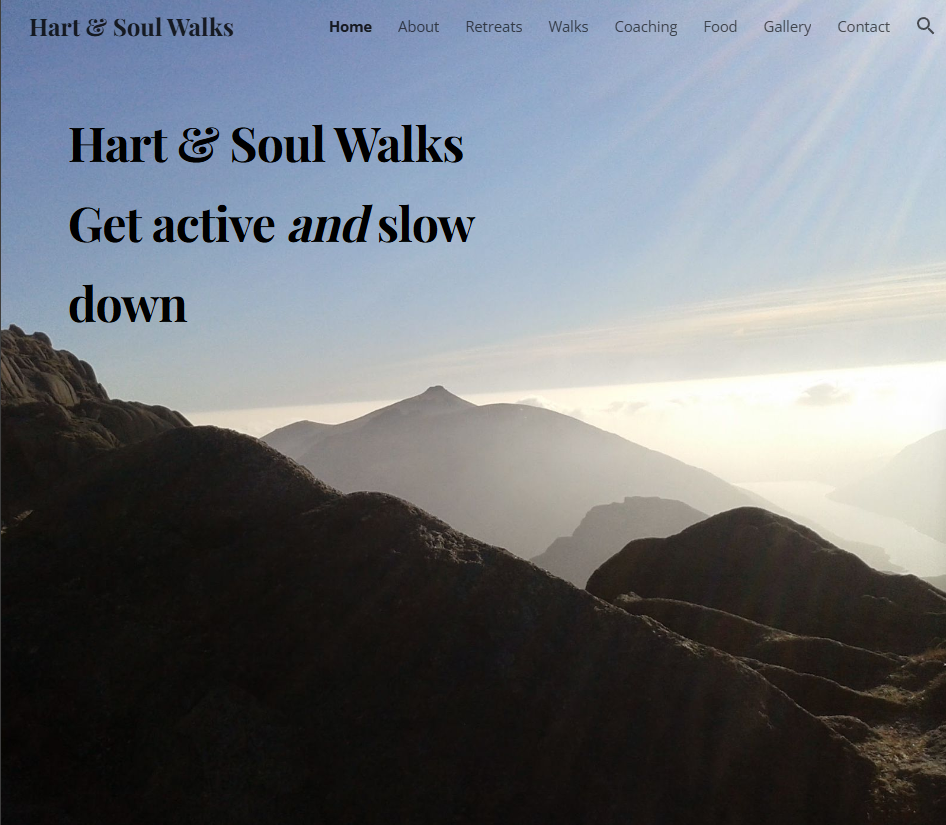 Hart & Soul Walks
Home About Retreats Walks Coaching Food Gallery Contact
Hart & Soul Walks
Get active and slow
down